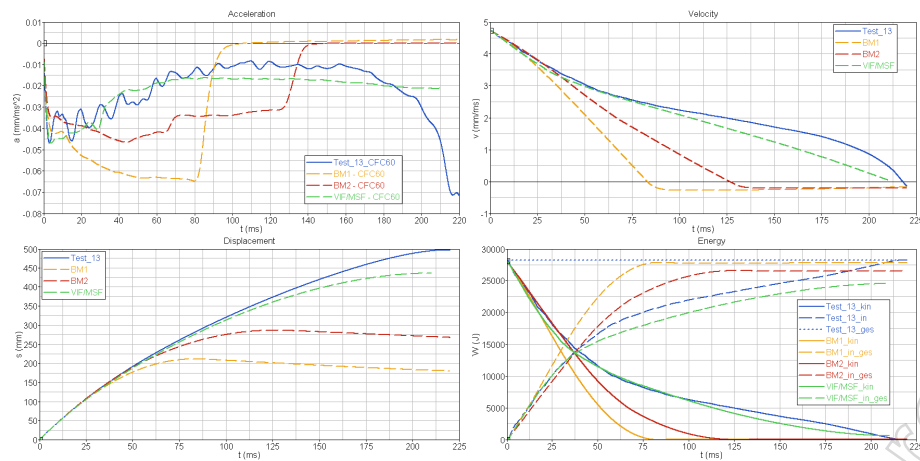 Acceleration
0.01
0
-0.01
-0.02
-0.03
-0.04
-0.05
-0.06
-0.07
-0.08
a (mm/ms^2)
Test_13_CFC60
BM1 - CFC60
BM2 - CFC60
VIF/MSF - CFC60
0 20 40 60 80 100 120 140 160 180 200 220
t (ms)
Velocity
5
4
3
2
1
0
-1
v (mm/ms)
Test_13
BM1
BM2
VIF/MSF
0 25 50 75 100 125 150 175 200 225
t (ms)
Displacement
500
450
400
350
300
250
200
150
100
50
0
s (mm)
Test_13
BM1
BM2
VIF/MSF
0 25 50 75 100 125 150 175 200 225
t (ms)
Energy
30000
25000
20000
15000
10000
5000
0
W (J)
Test_13_kin
Test_13_in
Test_13_ges
BM1_kin
BM1_in_ges
BM2_kin
BM2_in_ges
VIF/MSF_kin
VIF/MSF_in_ges
0 25 50 75 100 125 150 175 200 225
t (ms)